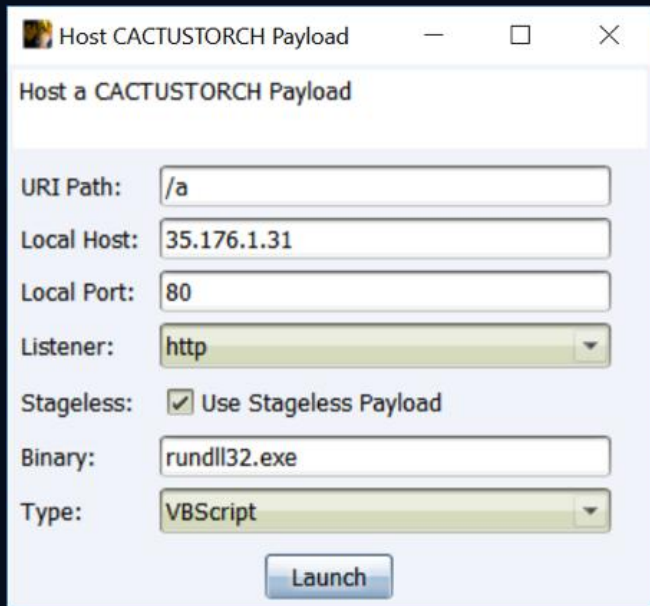 Host CACTUSTORCH Payload
Host a CACTUSTORCH Payload
URI Path: /a
Local Host: 35.176.1.31
Local Port: 80
Listener: http
Stageless: Use Stageless Payload
Binary: rundll32.exe
Type: VBScript
Launch